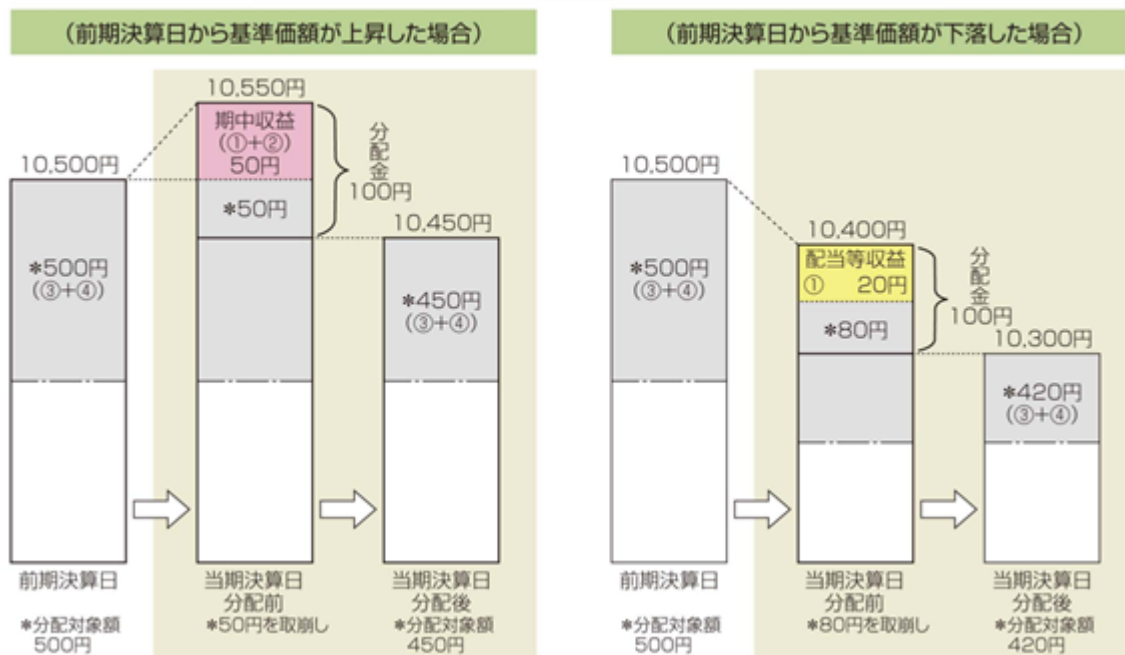 (前期決算日から基準価額が上昇した場合)
10,500円
*500円
(③+④)
前期決算日
*分配対象額
500円
10,550円
期中収益
(①+②)
50円
*50円
分配金
100円
当期決算日
分配前
*50円を取崩し
10,450円
*450円
(③+④)
当期決算日
分配後
*分配対象額
450円
(前期決算日から基準価額が下落した場合)
10,500円
*500円
(③+④)
前期決算日
*分配対象額
500円
10,400円
配当等収益
① 20円
*80円
分配金
100円
当期決算日
分配前
*80円を取崩し
10,300円
*420円
(③+④)
当期決算日
分配後
*分配対象額
420円